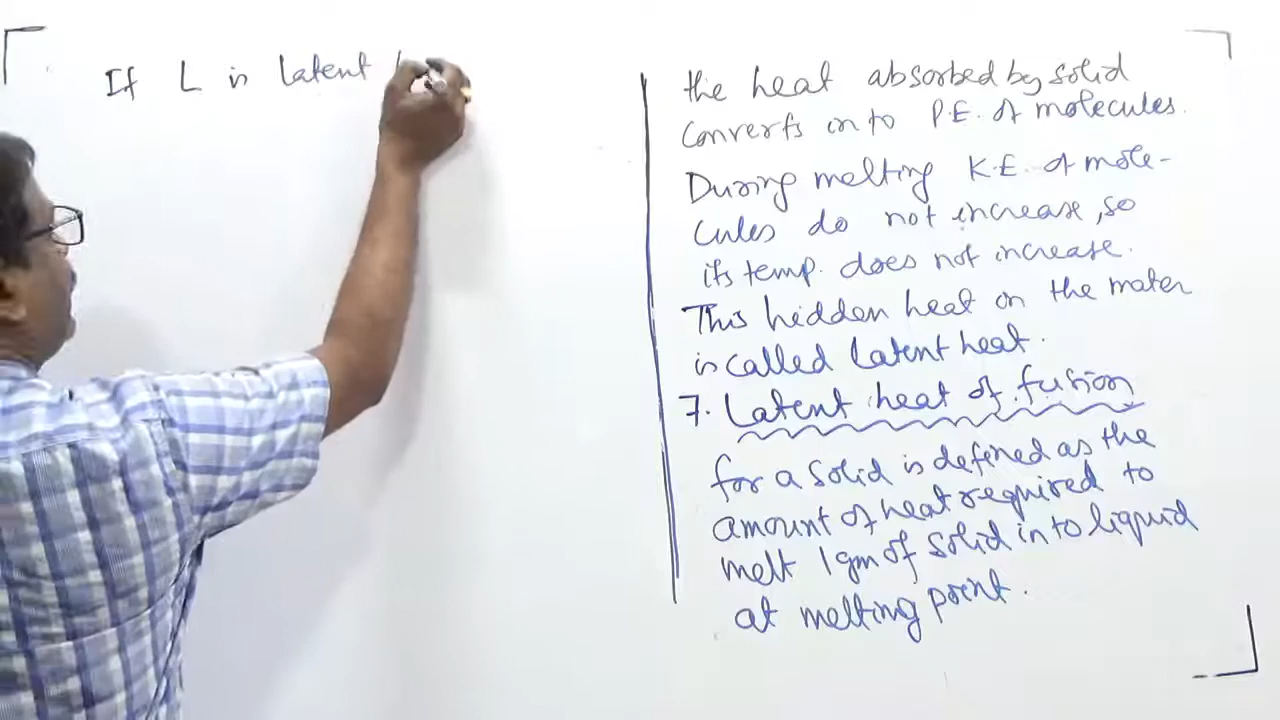 If L is latent
the heat absorbed by solid
converts in to P.E. of molecules.
During melting K.E. of mole-
cules do not increase, so
its temp. does not increase.
This hidden heat in the mater
is called latent heat.
7. Latent heat of fusion
for a solid is defined as the
amount of heat required to
melt 1gm of solid in to liquid
at melting point.